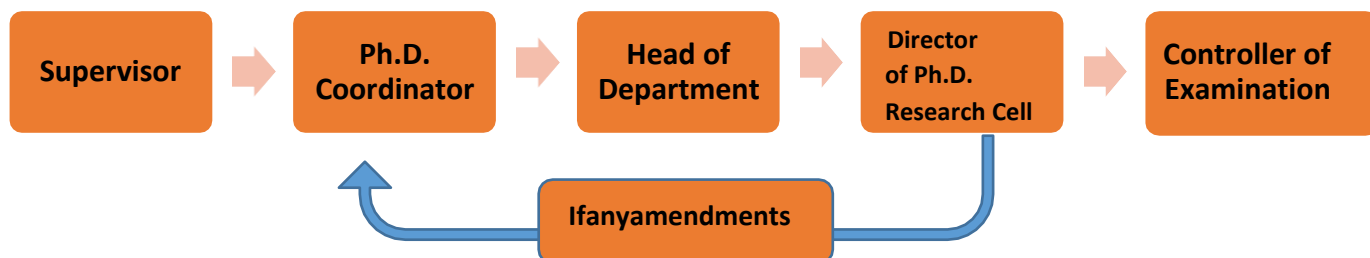 Supervisor
Ph.D.
Coordinator
Head of
Department
Director
of Ph.D.
Research Cell
Controller of
Examination
Ifanyamendments